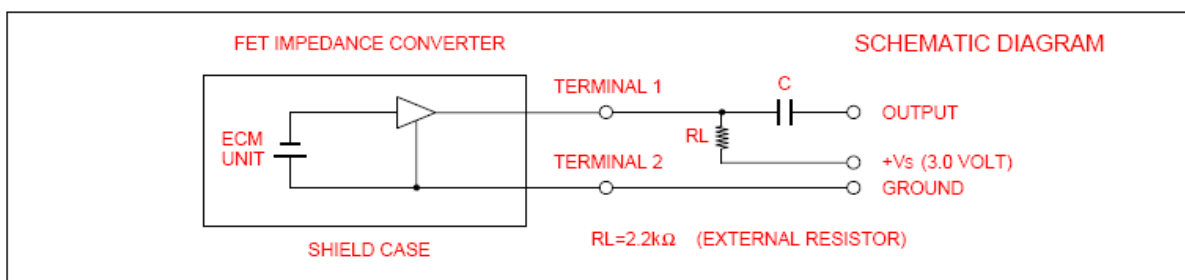 FET IMPEDANCE CONVERTER
SCHEMATIC DIAGRAM
TERMINAL 1
C
OUTPUT
ECM
UNIT
RL
TERMINAL 2
+Vs (3.0 VOLT)
GROUND
SHIELD CASE
RL=2.2kΩ (EXTERNAL RESISTOR)